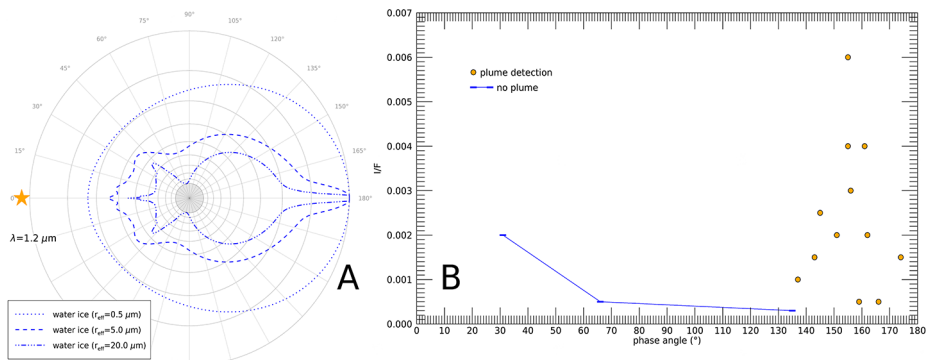 90°
75°
105°
60°
120°
45°
135°
30°
150°
15°
165°
0°
180°
λ=1.2 μm
A
water ice (reff=0.5 μm)
water ice (reff=5.0 μm)
water ice (reff=20.0 μm)
0.007
0.006
0.005
0.004
0.003
0.002
0.001
0.000
I/F
plume detection
no plume
B
0 10 20 30 40 50 60 70 80 90 100 110 120 130 140 150 160 170 180
phase angle (°)